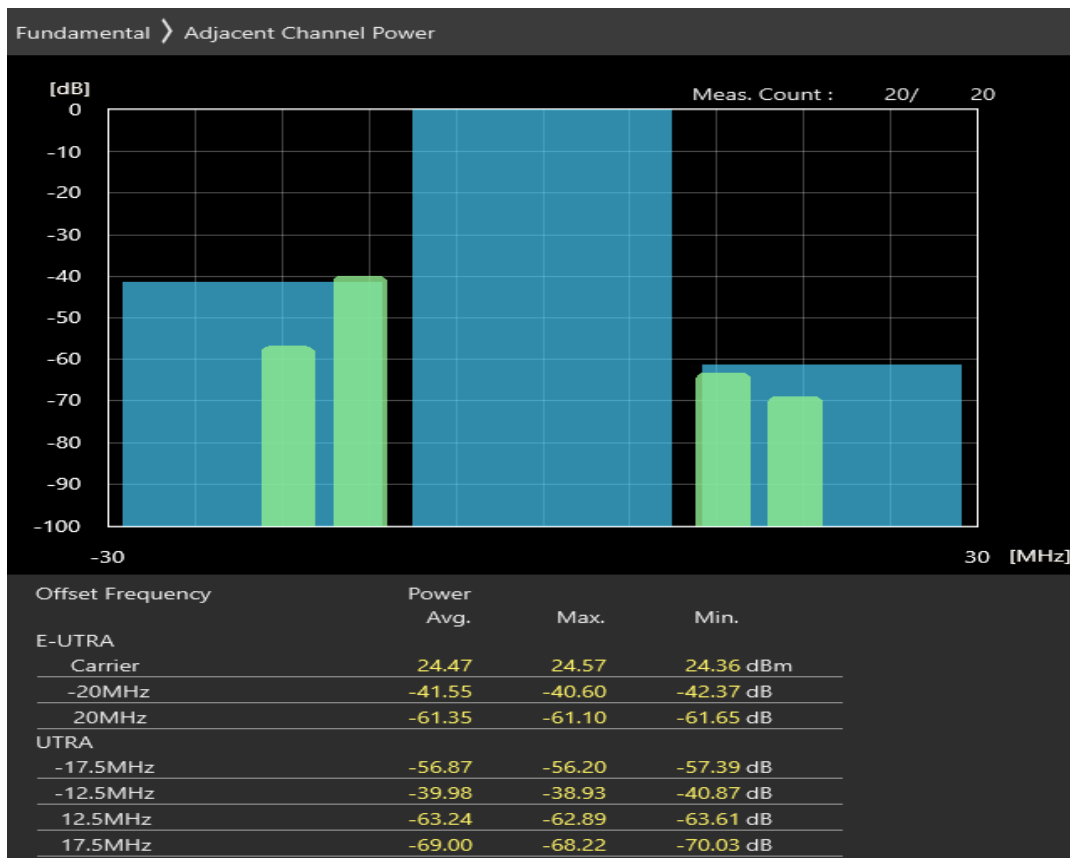 Fundamental 〉 Adjacent Channel Power
[dB]
Meas. Count : 20/ 20
0
-10
-20
-30
-40
-50
-60
-70
-80
-90
-100
-30 30 [MHz]
Offset Frequency Power
Avg. Max. Min.
E-UTRA
Carrier 24.47 24.57 24.36 dBm
-20MHz -41.55 -40.60 -42.37 dB
20MHz -61.35 -61.10 -61.65 dB
UTRA
-17.5MHz -56.87 -56.20 -57.39 dB
-12.5MHz -39.98 -38.93 -40.87 dB
12.5MHz -63.24 -62.89 -63.61 dB
17.5MHz -69.00 -68.22 -70.03 dB